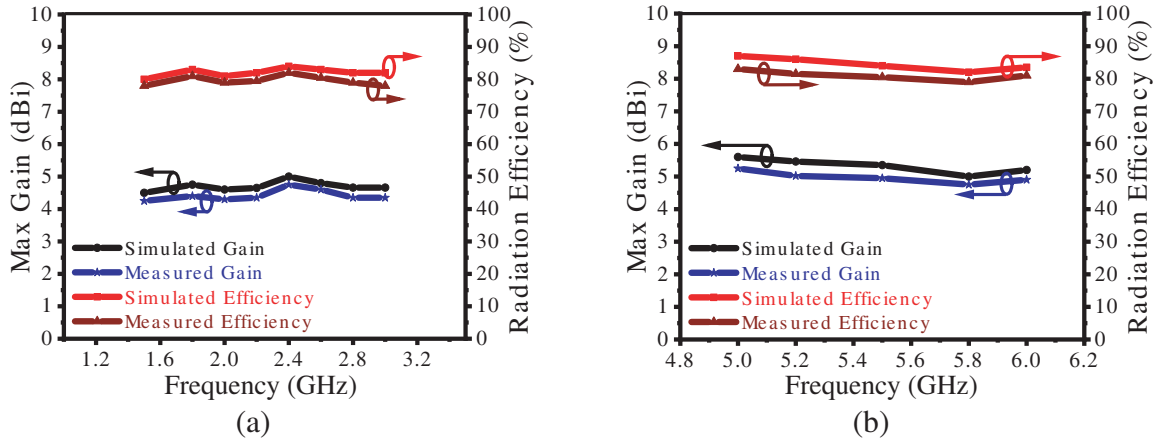 Max Gain (dBi)
10
9
8
7
6
5
4
3
2
1
0
Simulated Gain
Measured Gain
Simulated Efficiency
Measured Efficiency
1.2 1.6 2.0 2.4 2.8 3.2
Frequency (GHz)
100
90
80
70
60
50
40
30
20
10
0
Radiation Efficiency (%)
(a)
Max Gain (dBi)
10
9
8
7
6
5
4
3
2
1
0
Simulated Gain
Measured Gain
Simulated Efficiency
Measured Efficiency
4.8 5.0 5.2 5.4 5.6 5.8 6.0 6.2
Frequency (GHz)
100
90
80
70
60
50
40
30
20
10
0
Radiation Efficiency (%)
(b)